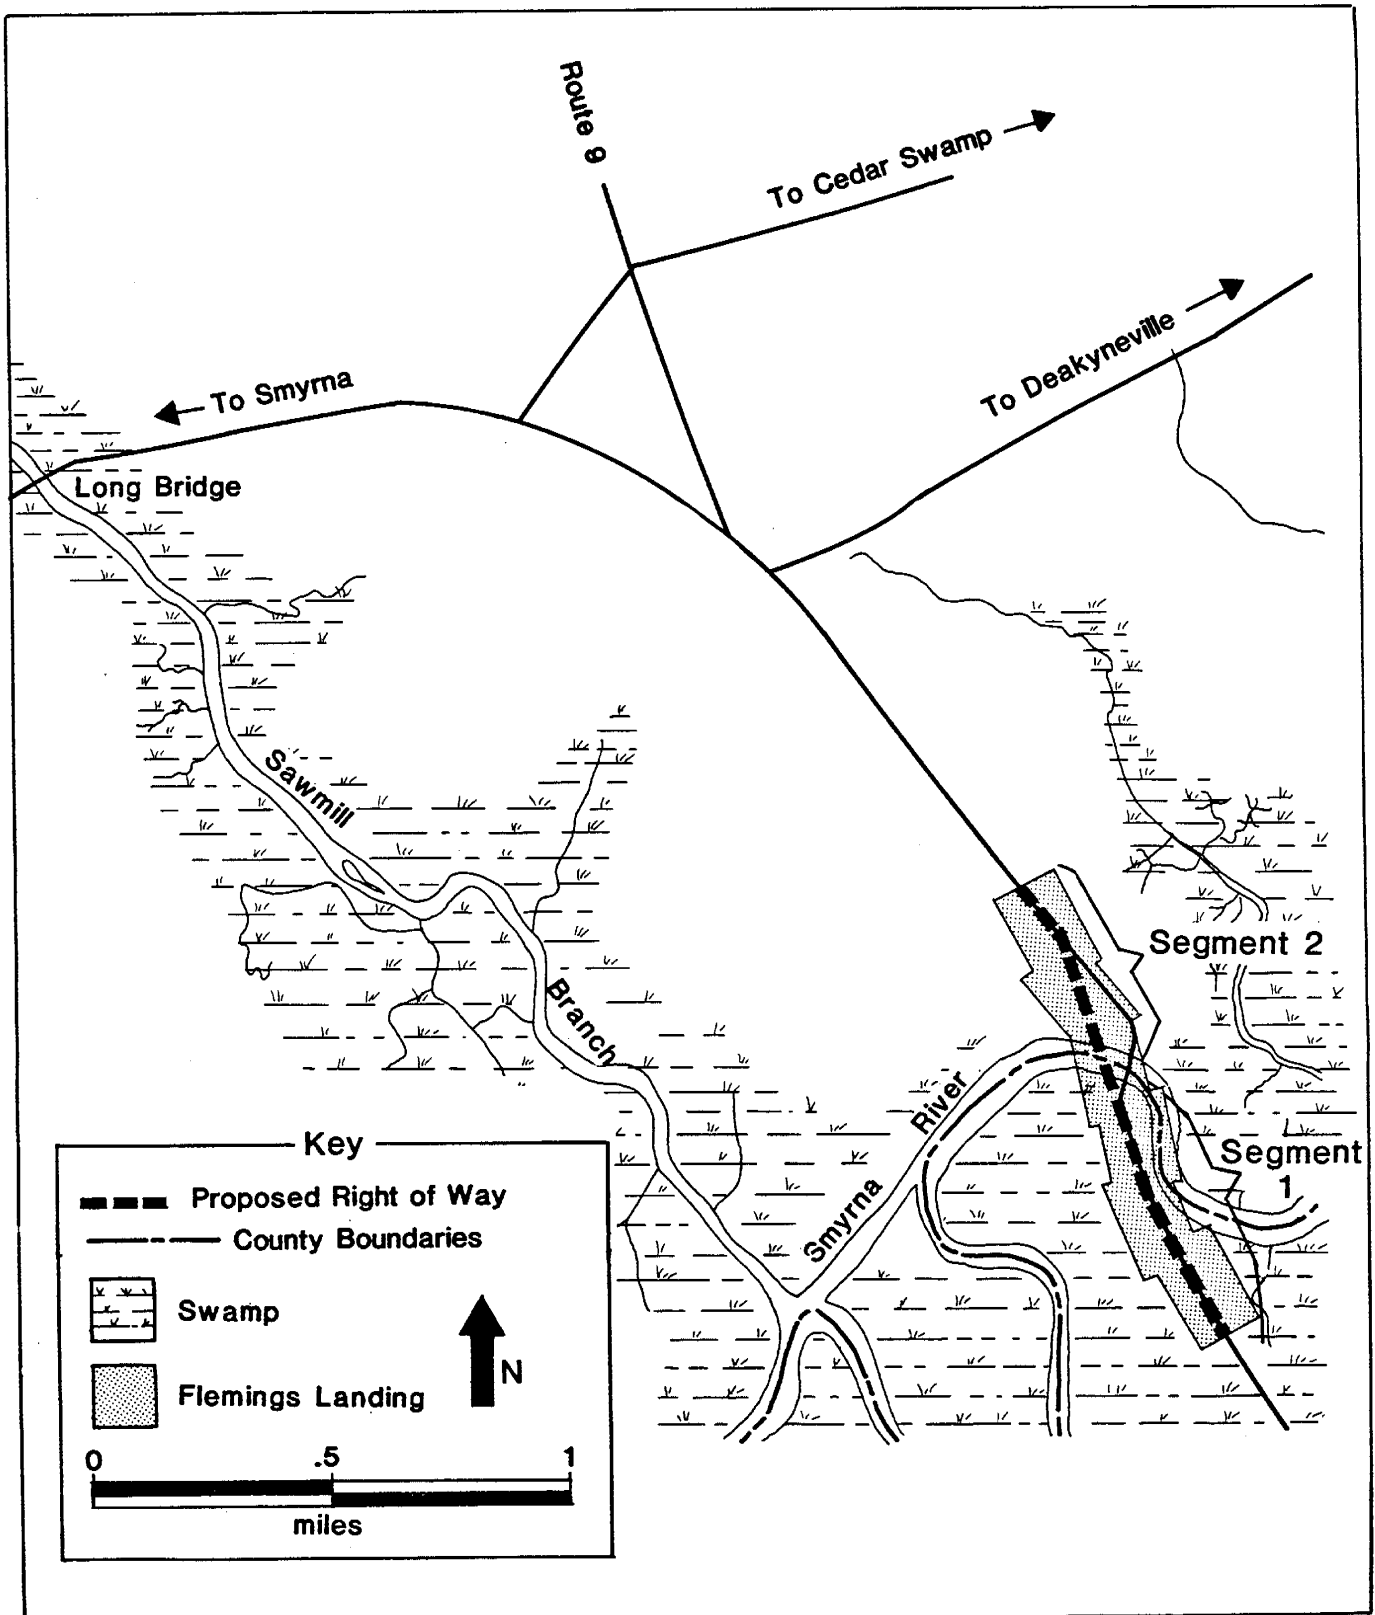 Route 9
To Cedar Swamp
To Deakyneville
To Smyrna
Long Bridge
Sawmill
Branch
Segment 2
River
Smyrna
Segment
1
Key
Proposed Right of Way
County Boundaries
Swamp
Flemings Landing
N
0 .5 1
miles